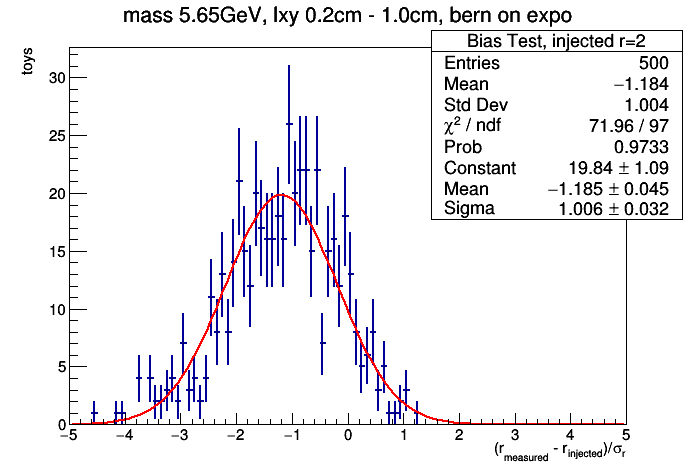 mass 5.65GeV, lxy 0.2cm - 1.0cm, bern on expo
toys
Bias Test, injected r=2
Entries 500
Mean −1.184
Std Dev 1.004
χ² / ndf 71.96 / 97
Prob 0.9733
Constant 19.84 ± 1.09
Mean −1.185 ± 0.045
Sigma 1.006 ± 0.032
30
25
20
15
10
5
0
−5 −4 −3 −2 −1 0 1 2 3 4 5
(r_measured - r_injected)/σ_r